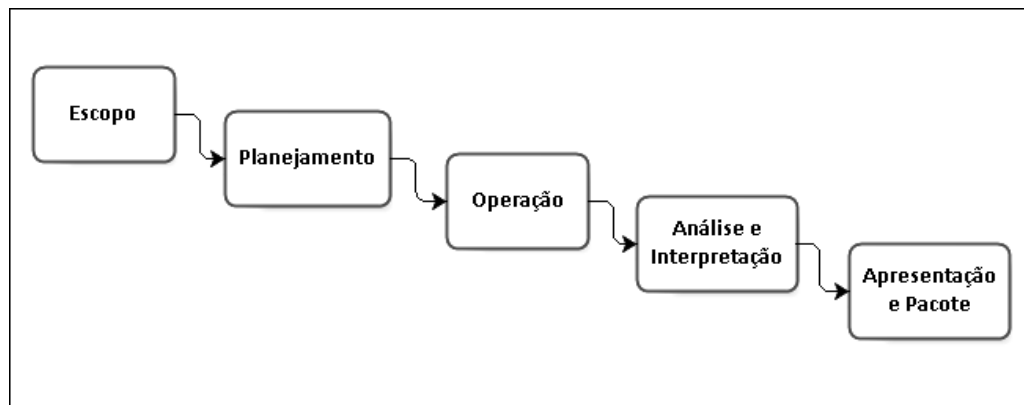 Escopo
Planejamento
Operação
Análise e
Interpretação
Apresentação
e Pacote